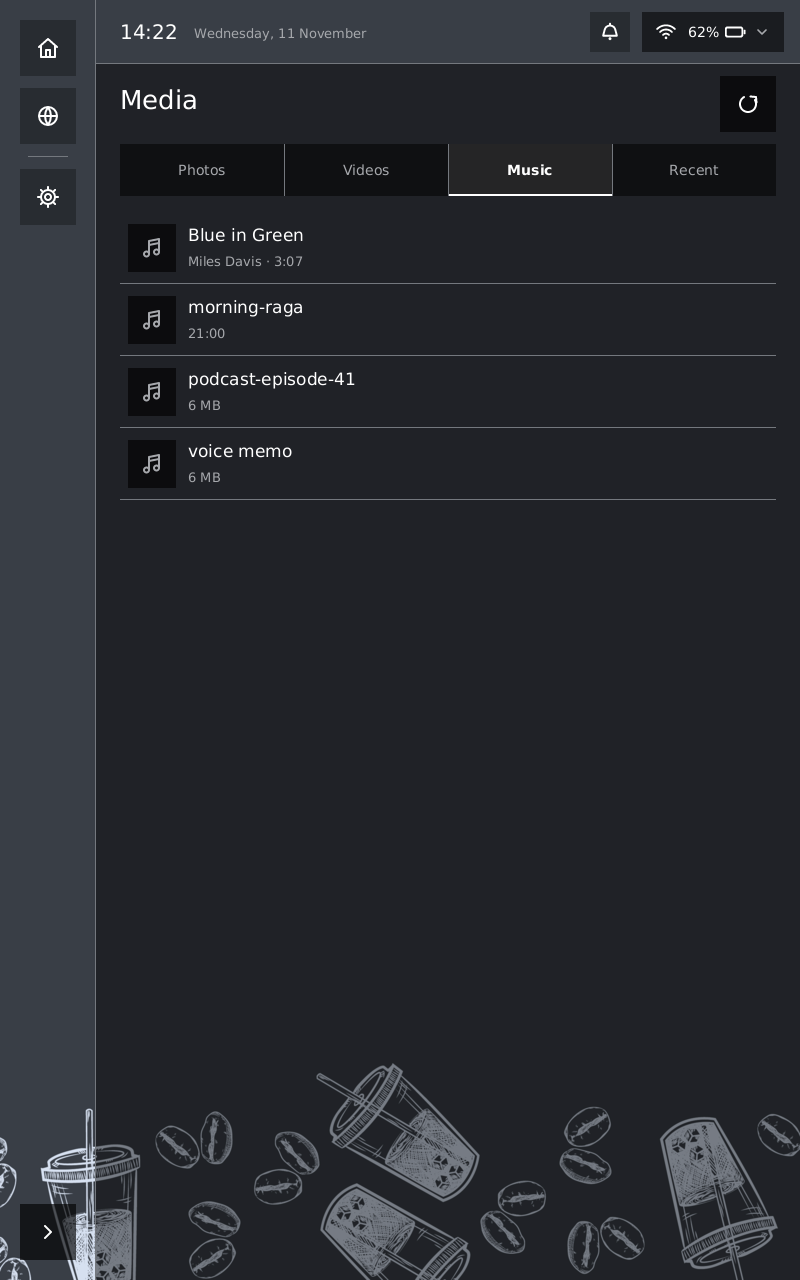 14:22 Wednesday, 11 November 62%
Media
Photos Videos Music Recent
Blue in Green
Miles Davis · 3:07
morning-raga
21:00
podcast-episode-41
6 MB
voice memo
6 MB